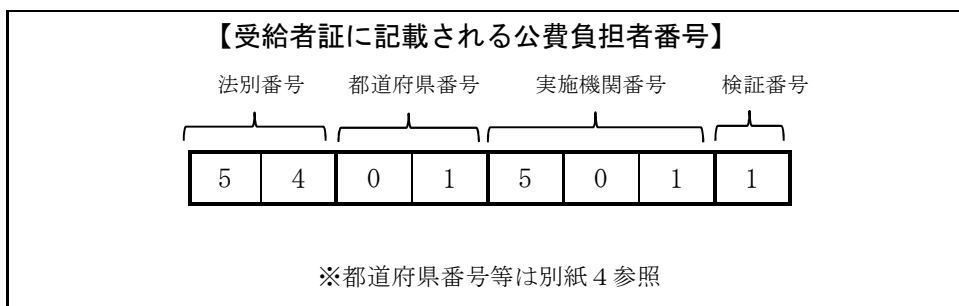 【受給者証に記載される公費負担者番号】
法別番号 都道府県番号 実施機関番号 検証番号
5 4 0 1 5 0 1 1
※都道府県番号等は別紙4参照